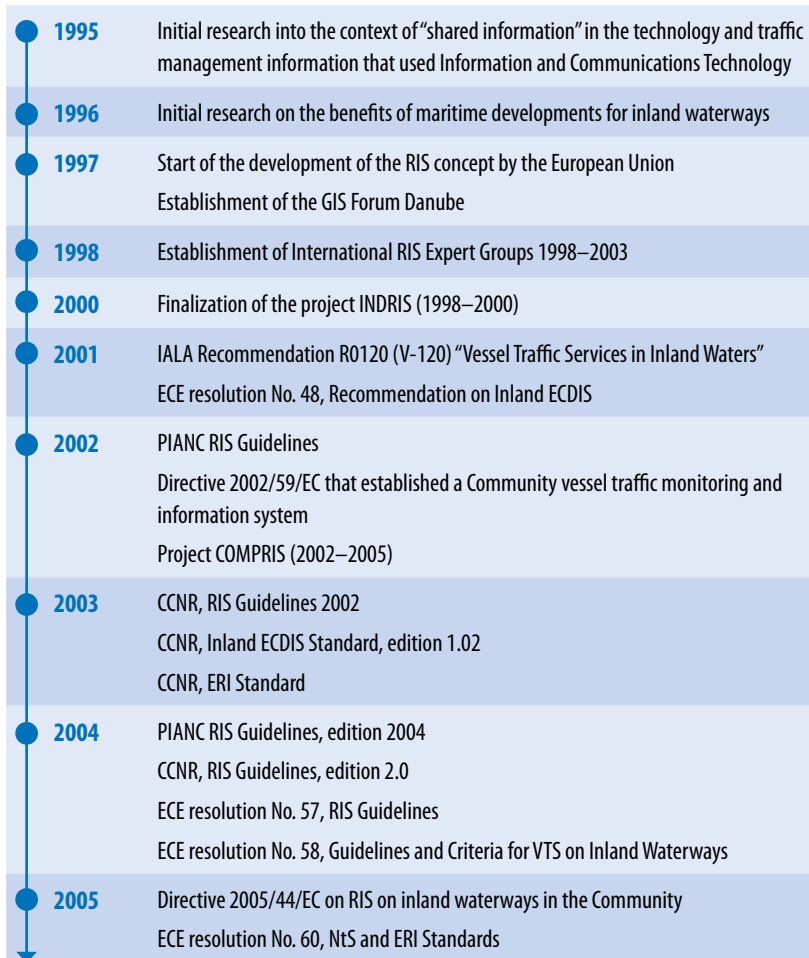 1995 Initial research into the context of “shared information” in the technology and traffic
management information that used Information and Communications Technology
1996 Initial research on the benefits of maritime developments for inland waterways
1997 Start of the development of the RIS concept by the European Union
Establishment of the GIS Forum Danube
1998 Establishment of International RIS Expert Groups 1998–2003
2000 Finalization of the project INDRIS (1998–2000)
2001 IALA Recommendation R0120 (V-120) “Vessel Traffic Services in Inland Waters”
ECE resolution No. 48, Recommendation on Inland ECDIS
2002 PIANC RIS Guidelines
Directive 2002/59/EC that established a Community vessel traffic monitoring and
information system
Project COMPRIS (2002–2005)
2003 CCNR, RIS Guidelines 2002
CCNR, Inland ECDIS Standard, edition 1.02
CCNR, ERI Standard
2004 PIANC RIS Guidelines, edition 2004
CCNR, RIS Guidelines, edition 2.0
ECE resolution No. 57, RIS Guidelines
ECE resolution No. 58, Guidelines and Criteria for VTS on Inland Waterways
2005 Directive 2005/44/EC on RIS on inland waterways in the Community
ECE resolution No. 60, NtS and ERI Standards